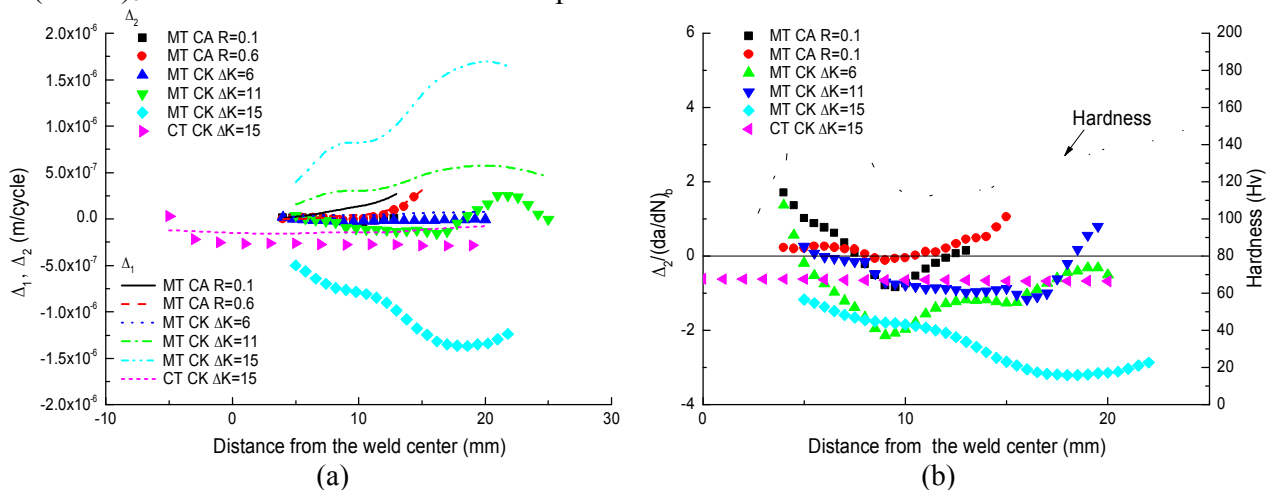 Δ₂
MT CA R=0.1
MT CA R=0.6
MT CK ΔK=6
MT CK ΔK=11
MT CK ΔK=15
CT CK ΔK=15
2.0x10⁻⁶
1.5x10⁻⁶
1.0x10⁻⁶
5.0x10⁻⁷
0.0
-5.0x10⁻⁷
-1.0x10⁻⁶
-1.5x10⁻⁶
-2.0x10⁻⁶
Δ₁, Δ₂ (m/cycle)
Δ₁
MT CA R=0.1
MT CA R=0.6
MT CK ΔK=6
MT CK ΔK=11
MT CK ΔK=15
CT CK ΔK=15
-10 0 10 20 30
Distance from the weld center (mm)
(a)
MT CA R=0.1
MT CA R=0.1
MT CK ΔK=6
MT CK ΔK=11
MT CK ΔK=15
CT CK ΔK=15
Hardness
6
4
2
0
-2
-4
Δ₂/(da/dN)b
200
180
160
140
120
100
80
60
40
20
0
Hardness (Hv)
0 10 20
Distance from the weld center (mm)
(b)